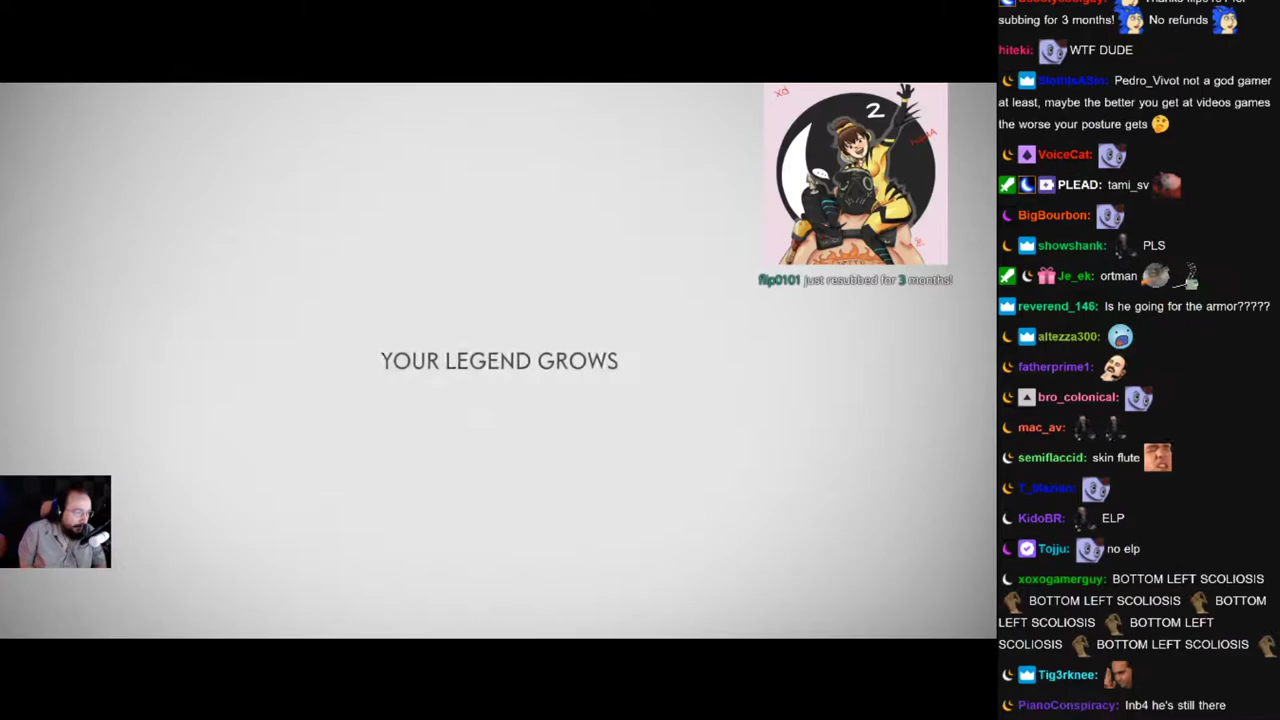 subbing for 3 months! No refunds
hiteki: WTF DUDE
SlothIsASin: Pedro_Vivot not a god gamer
at least, maybe the better you get at videos games
the worse your posture gets
VoiceCat:
PLEAD: tami_sv
BigBourbon:
showshank: PLS
Je_ek: ortman
reverend_146: Is he going for the armor?????
altezza300:
fatherprime1:
bro_colonical:
mac_av:
semiflaccid: skin flute
KidoBR: ELP
Tojju: no elp
xoxogamerguy: BOTTOM LEFT SCOLIOSIS
BOTTOM LEFT SCOLIOSIS BOTTOM
LEFT SCOLIOSIS BOTTOM LEFT
SCOLIOSIS BOTTOM LEFT SCOLIOSIS
Tig3rknee:
PianoConspiracy: Inb4 he's still there
xd
2
flip0101 just resubbed for 3 months!
YOUR LEGEND GROWS